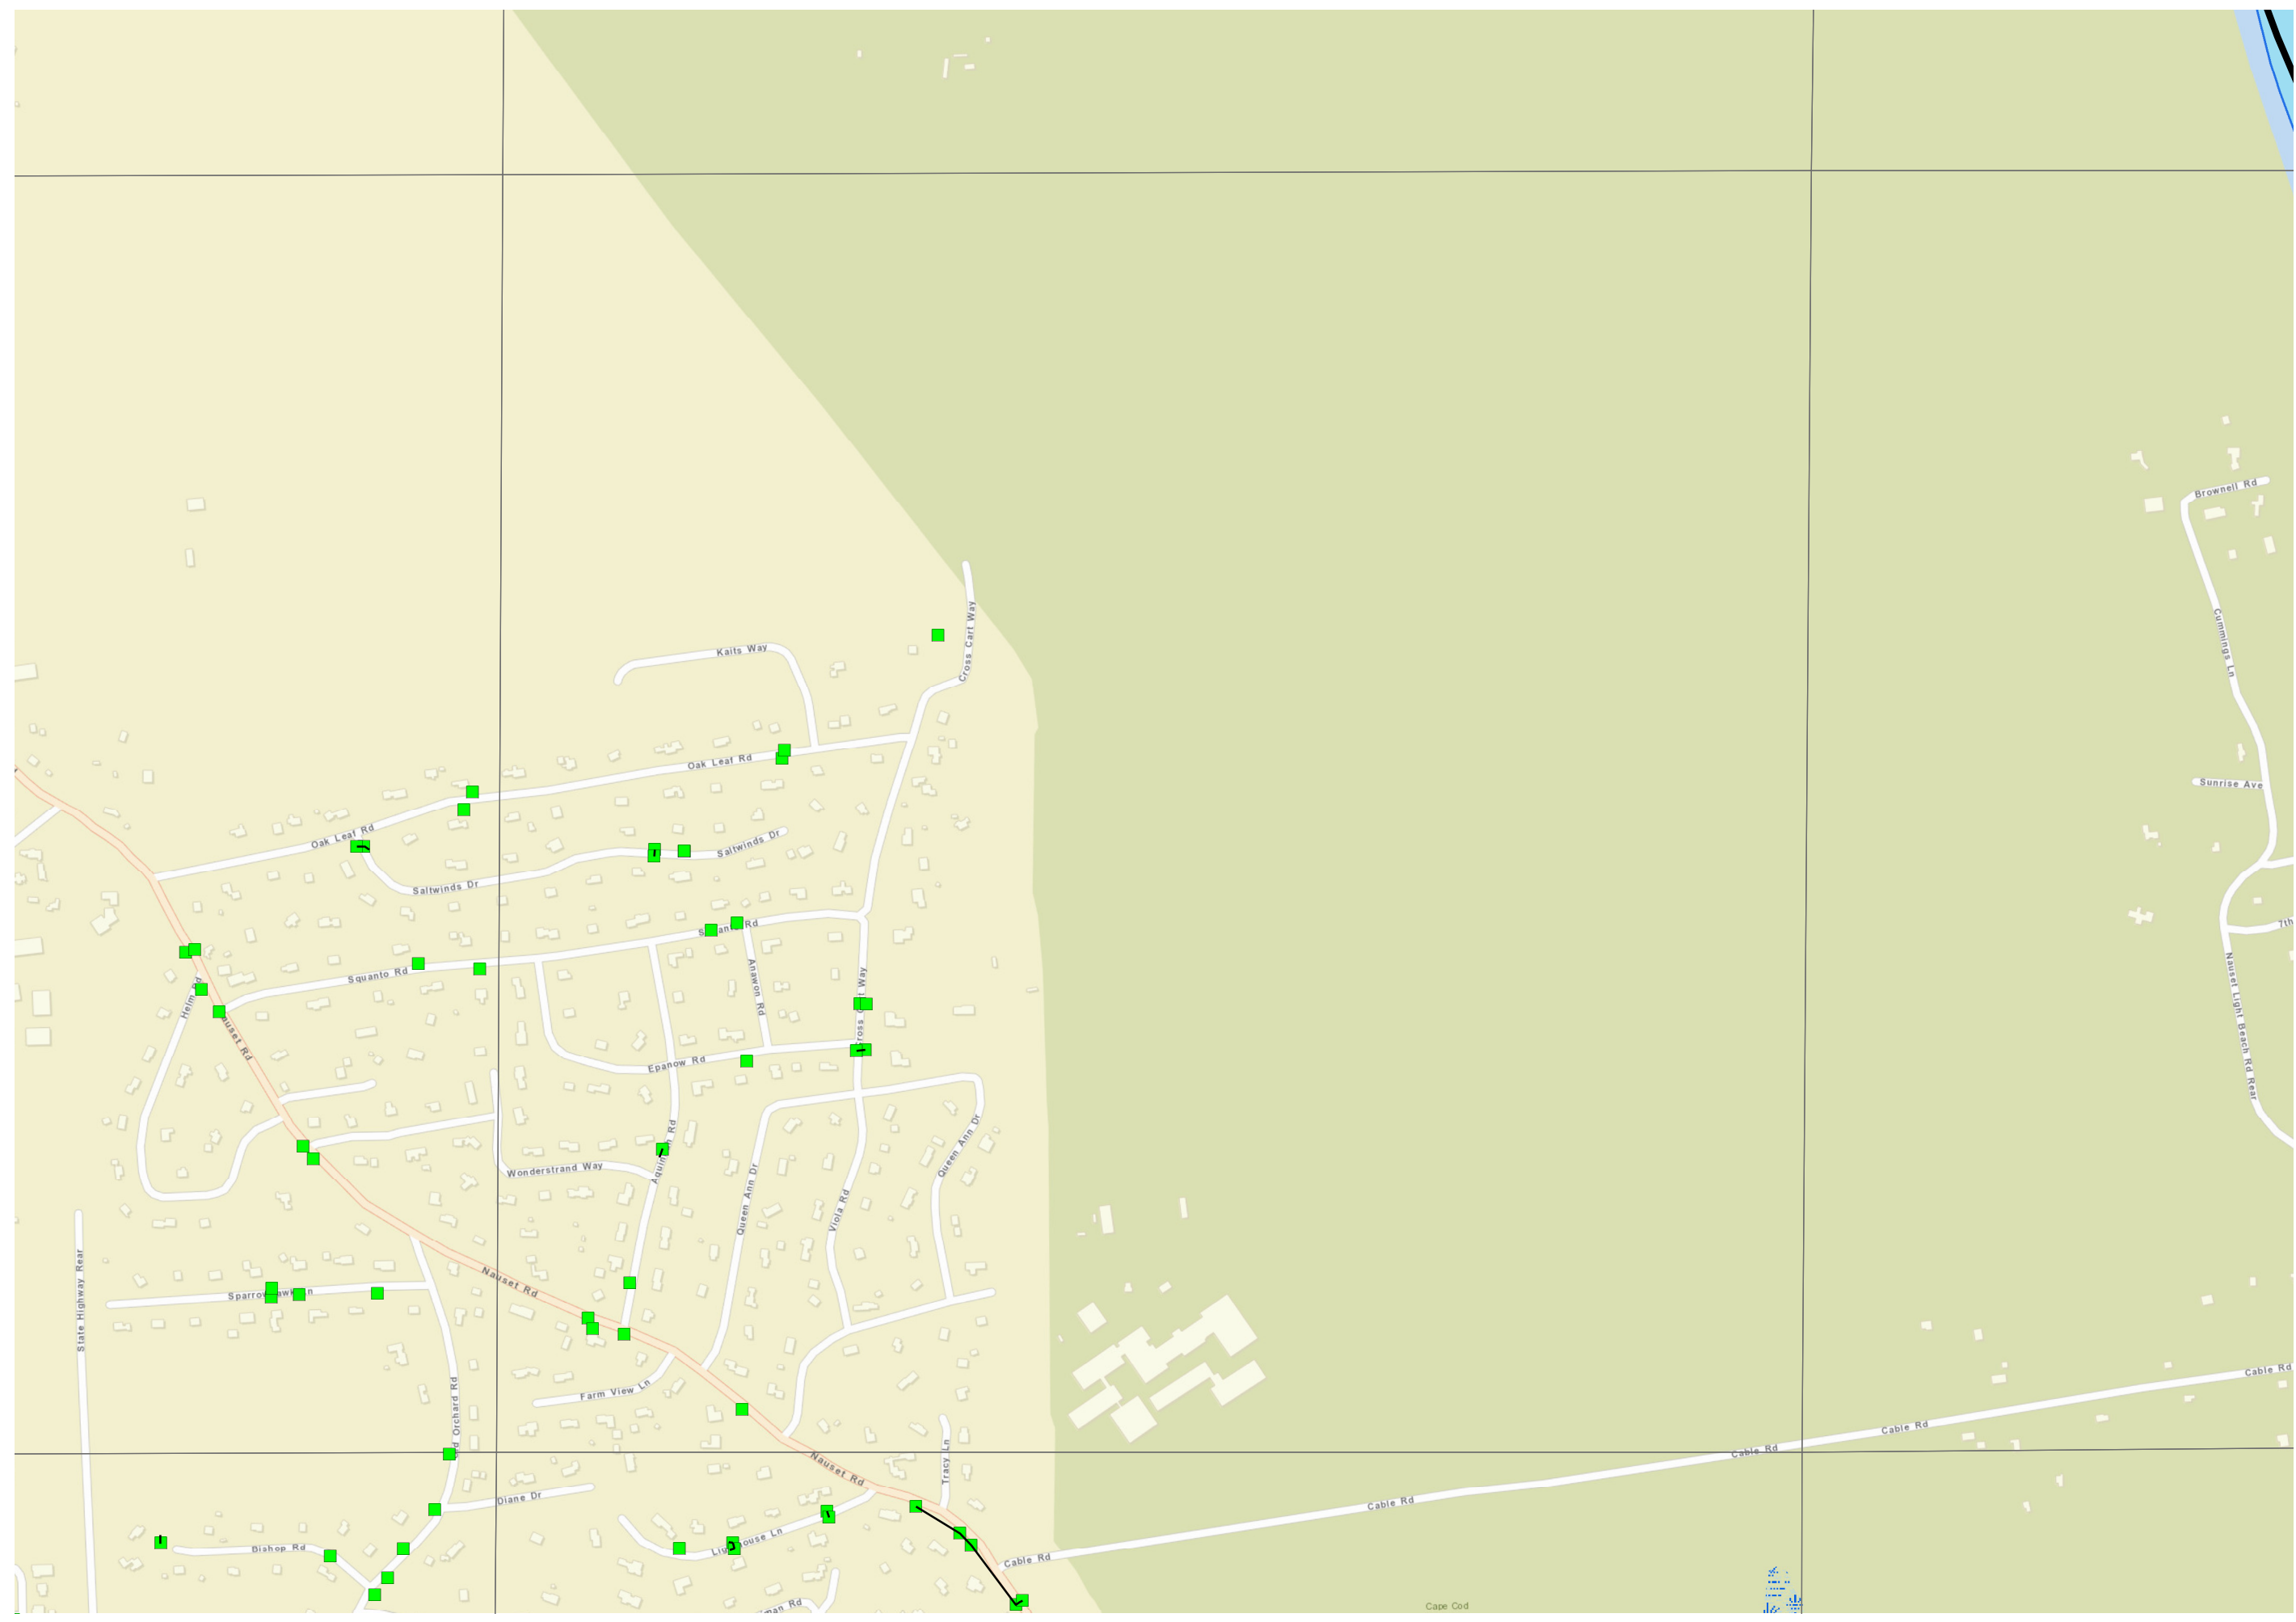 Brownell Rd
Cross Cart Way
Cummings Ln
Kaits Way
Oak Leaf Rd
Sunrise Ave
Oak Leaf Rd
Saltwinds Dr
Saltwinds Dr
7th
Squanto Rd
Helm Rd
Anawon Rd
Nauset Light Beach Rd Rear
Epanow Rd
Queen Ann Dr
Wonderstrand Way
Queen Ann Dr
Viola Rd
State Highway Rear
Nauset Rd
Farm View Ln
Cable Rd
Cable Rd
Cable Rd
Nauset Rd
Tracy Ln
Diane Dr
Cable Rd
Bishop Rd
Cable Rd
Cape Cod